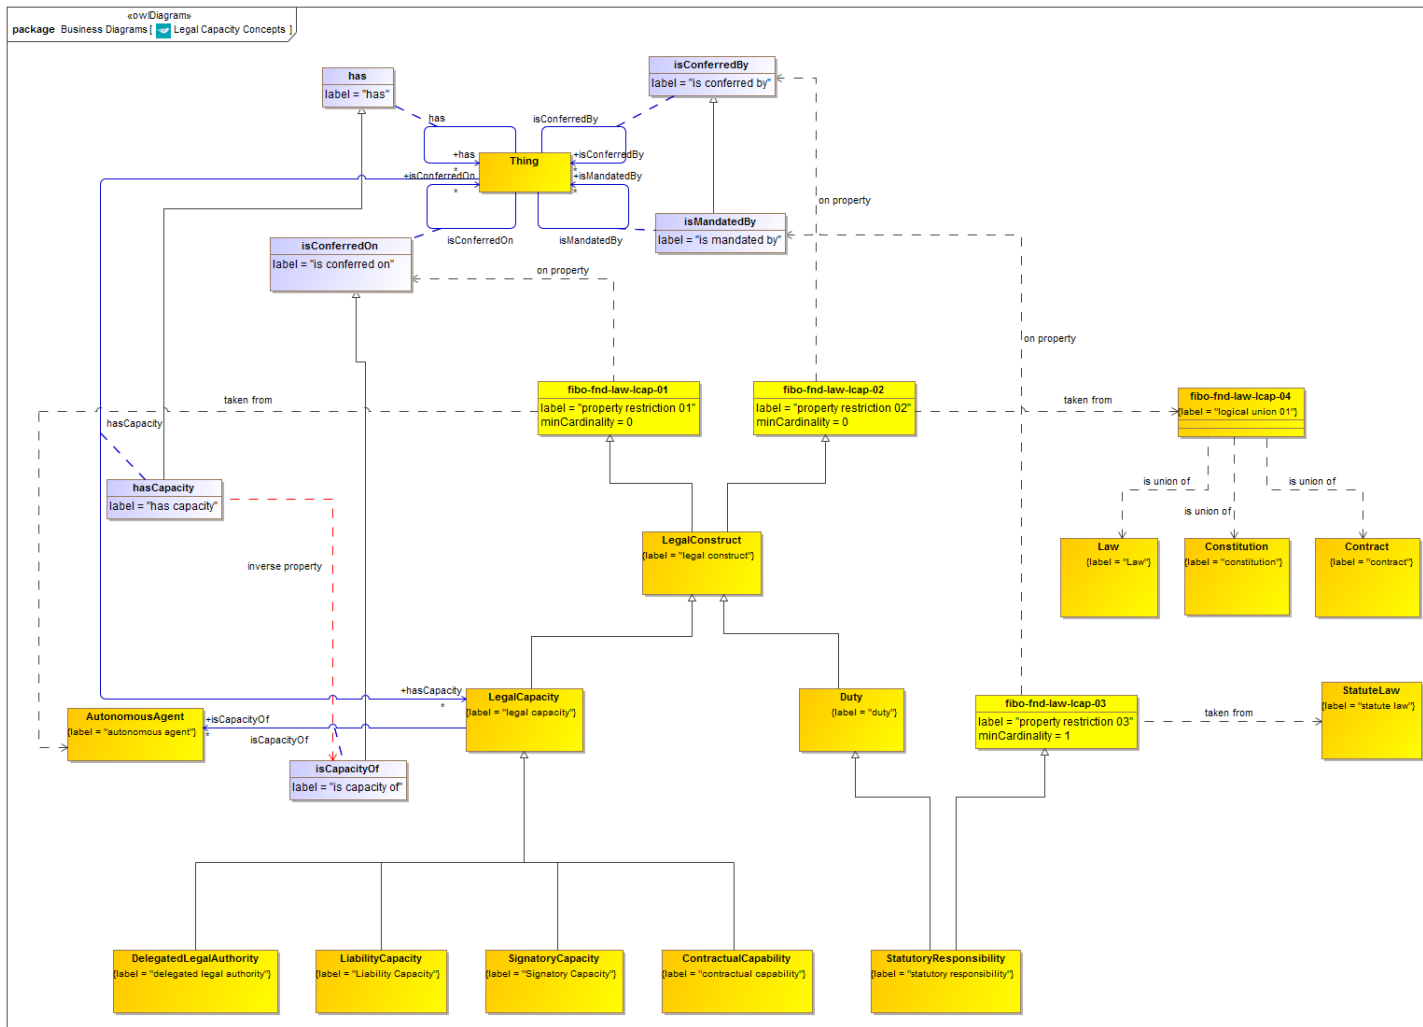 «owlDiagram»
package Business Diagrams [ Legal Capacity Concepts ]
has
label = "has"
isConferredBy
label = "is conferred by"
has
isConferredBy
+has
*
+isConferredBy
*
Thing
+isConferredOn
*
+isMandatedBy
*
on property
isConferredOn
isMandatedBy
isMandatedBy
label = "is mandated by"
isConferredOn
label = "is conferred on"
on property
on property
fibo-fnd-law-lcap-01
label = "property restriction 01"
minCardinality = 0
fibo-fnd-law-lcap-02
label = "property restriction 02"
minCardinality = 0
fibo-fnd-law-lcap-04
{label = "logical union 01"}
taken from
taken from
hasCapacity
hasCapacity
label = "has capacity"
is union of
is union of
is union of
inverse property
LegalConstruct
{label = "legal construct"}
Law
{label = "Law"}
Constitution
{label = "constitution"}
Contract
{label = "contract"}
+hasCapacity
*
LegalCapacity
{label = "legal capacity"}
Duty
{label = "duty"}
fibo-fnd-law-lcap-03
label = "property restriction 03"
minCardinality = 1
taken from
StatuteLaw
{label = "statute law"}
AutonomousAgent
{label = "autonomous agent"}
+isCapacityOf
*
isCapacityOf
isCapacityOf
label = "is capacity of"
DelegatedLegalAuthority
{label = "delegated legal authority"}
LiabilityCapacity
{label = "Liability Capacity"}
SignatoryCapacity
{label = "Signatory Capacity"}
ContractualCapability
{label = "contractual capability"}
StatutoryResponsibility
{label = "statutory responsibility"}